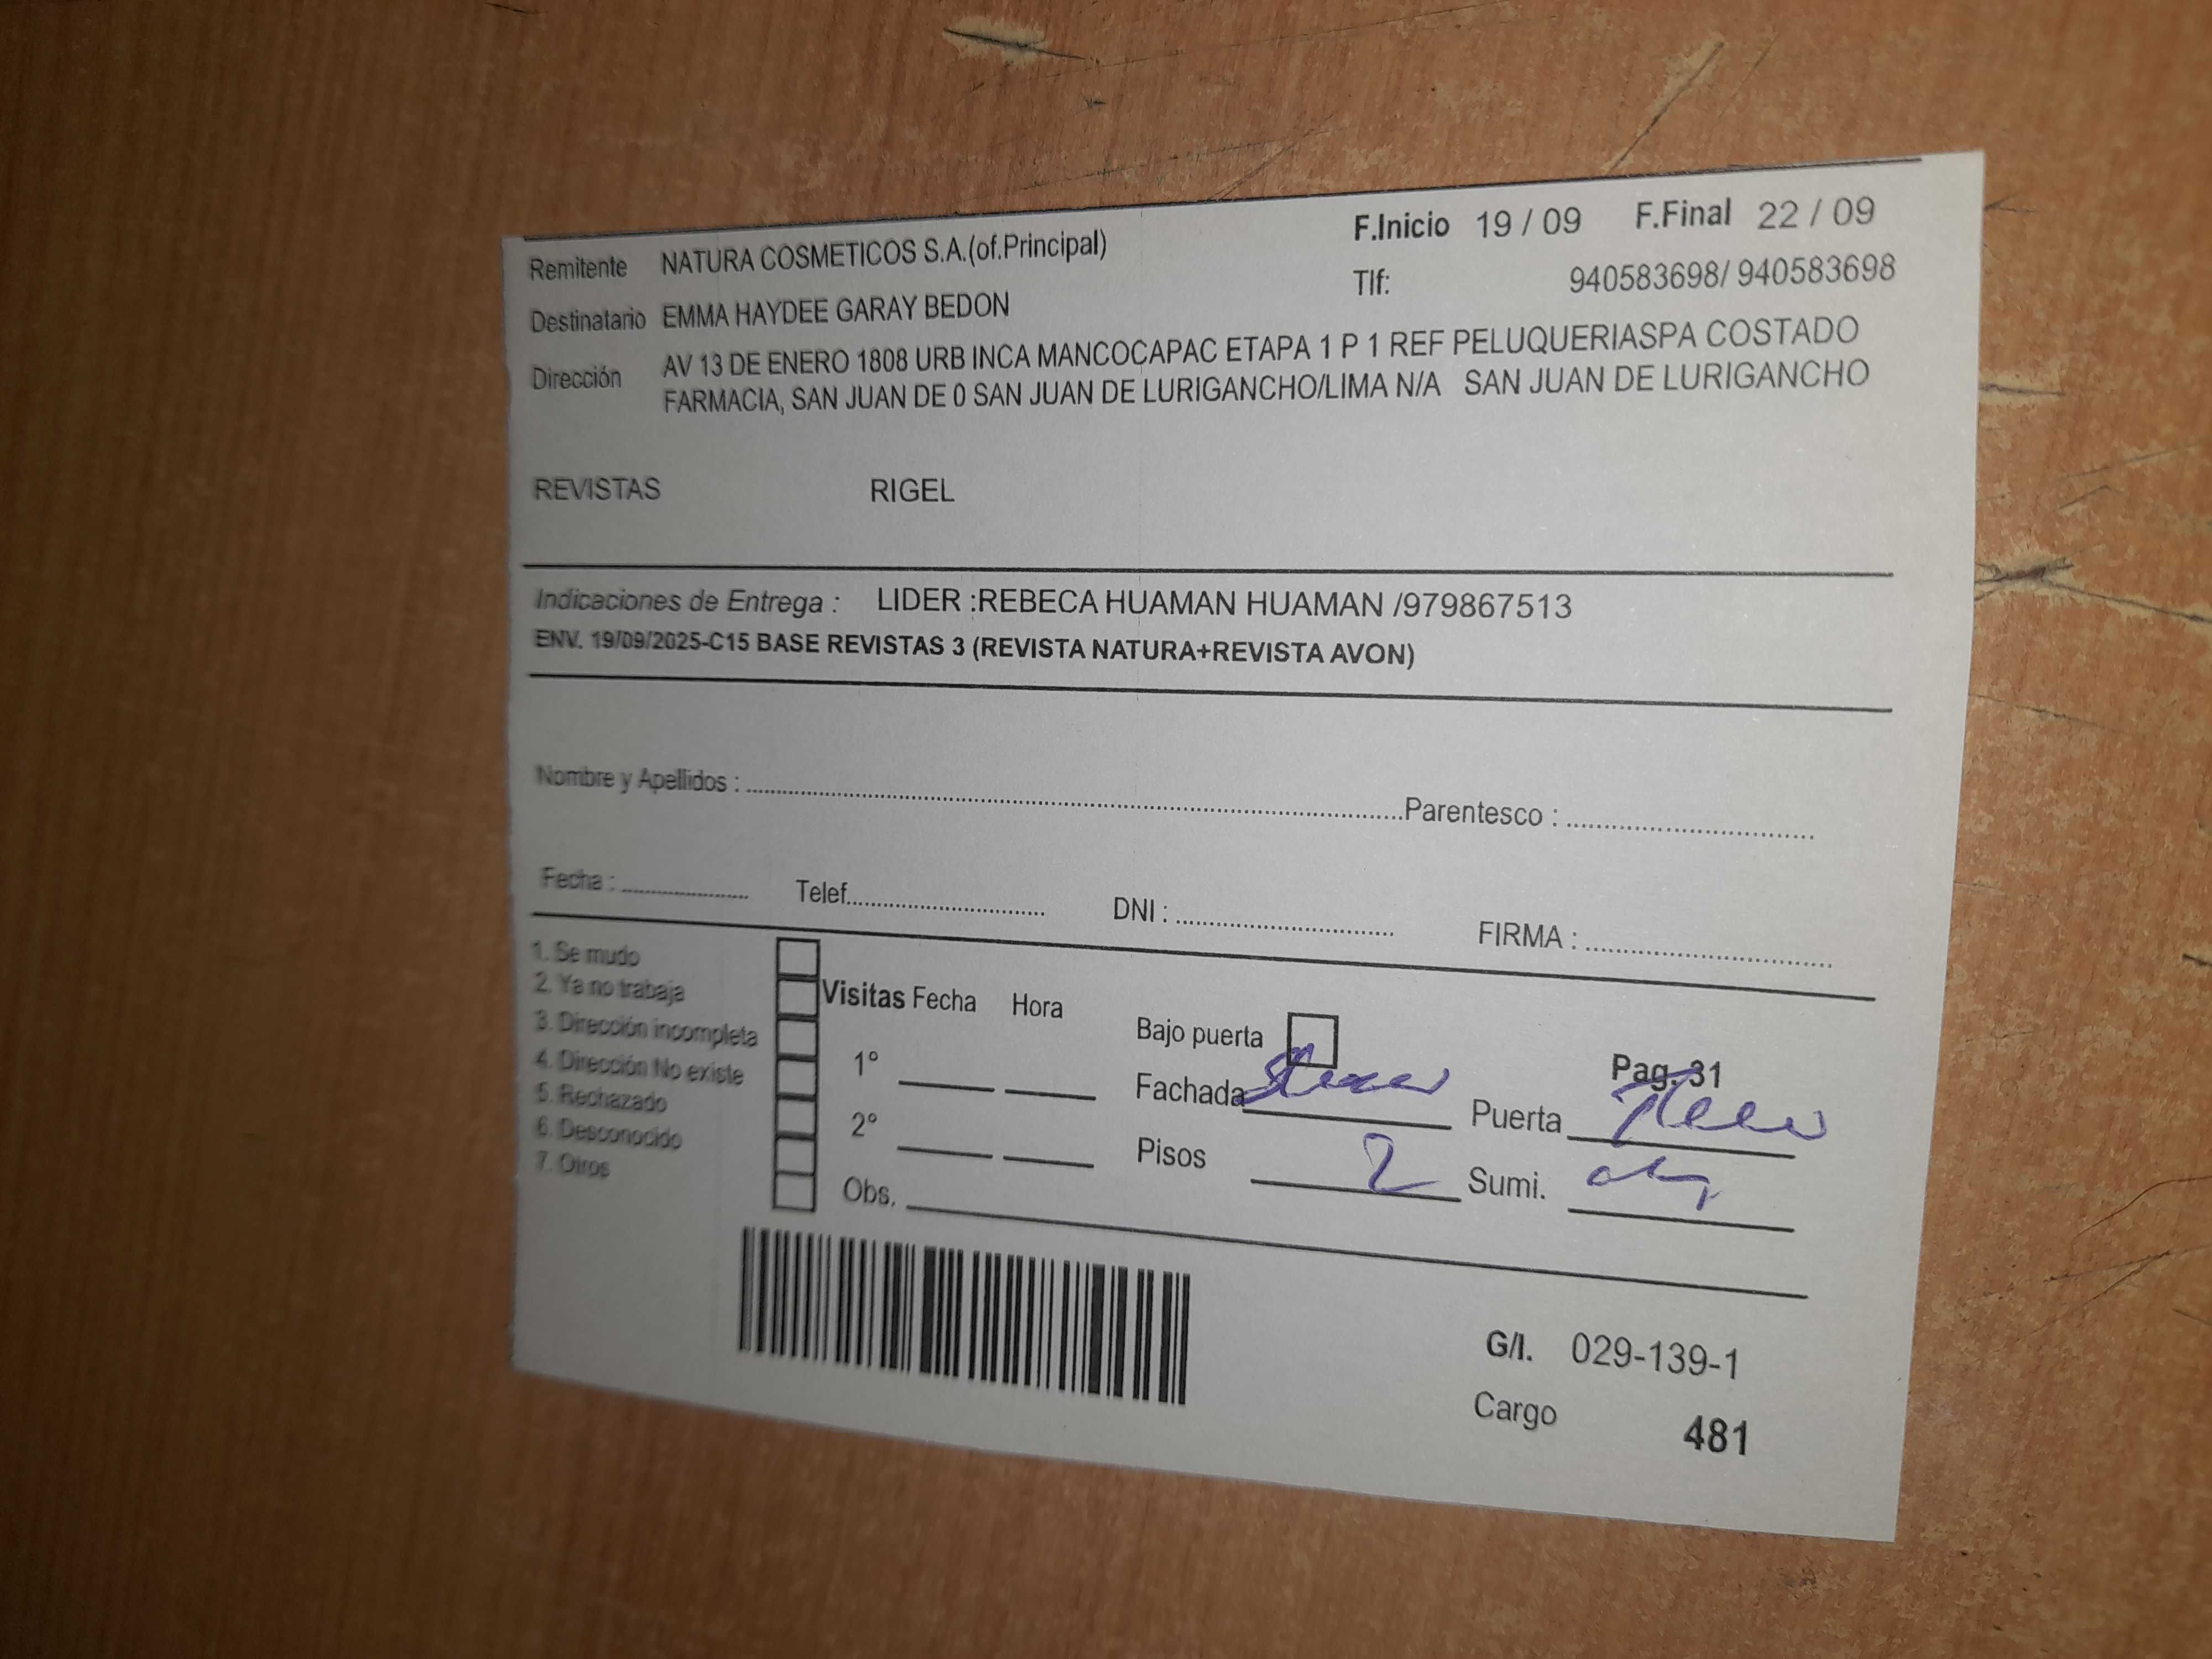 F.Inicio 19 / 09 F.Final 22 / 09
Remitente NATURA COSMETICOS S.A.(of.Principal)
Tlf: 940583698/ 940583698
Destinatario EMMA HAYDEE GARAY BEDON
Dirección AV 13 DE ENERO 1808 URB INCA MANCOCAPAC ETAPA 1 P 1 REF PELUQUERIASPA COSTADO
FARMACIA, SAN JUAN DE 0 SAN JUAN DE LURIGANCHO/LIMA N/A SAN JUAN DE LURIGANCHO
REVISTAS RIGEL
Indicaciones de Entrega : LIDER :REBECA HUAMAN HUAMAN /979867513
ENV. 19/09/2025-C15 BASE REVISTAS 3 (REVISTA NATURA+REVISTA AVON)
Nombre y Apellidos : Parentesco :
Fecha : Telef. DNI : FIRMA :
1. Se mudo
2. Ya no trabaja
3. Dirección incompleta
4. Dirección No existe
5. Rechazado
6. Desconocido
7. Otros
Visitas Fecha Hora
1°
2°
Obs.
Bajo puerta
Pag. 31
Fachada
Puerta
Pisos 2
Sumi.
G/I. 029-139-1
Cargo 481